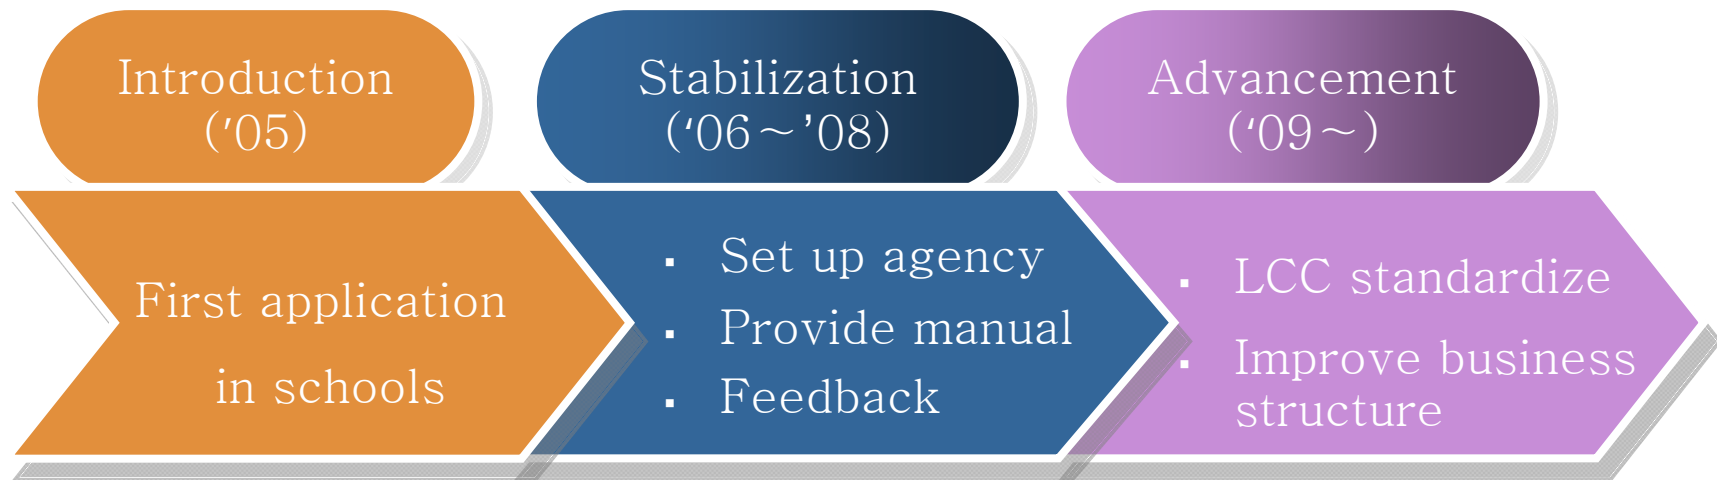 Introduction
(′05)
Stabilization
(‘06～’08)
Advancement
(‘09～)
First application
in schools
▪ Set up agency
▪ Provide manual
▪ Feedback
▪ LCC standardize
▪ Improve business
structure